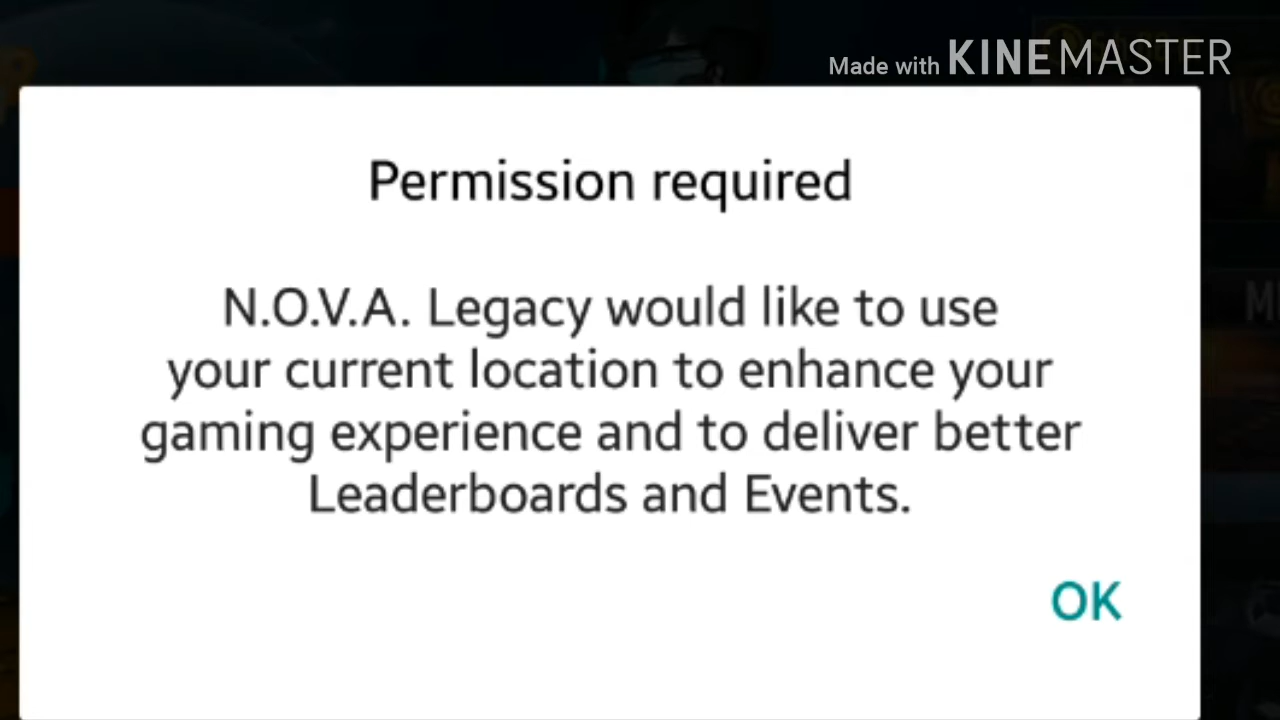 Made with KINEMASTER
Permission required
N.O.V.A. Legacy would like to use
your current location to enhance your
gaming experience and to deliver better
Leaderboards and Events.
OK